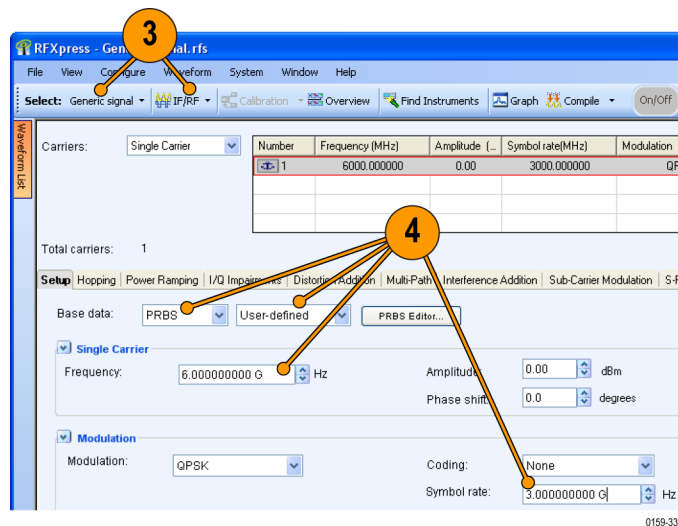 3
RFXpress - Gen al.rfs
File View Configure Waveform System Window Help
Select: Generic signal IF/RF Calibration Overview Find Instruments Graph Compile On/Off
Waveform List
Carriers: Single Carrier
Number Frequency (MHz) Amplitude (... Symbol rate(MHz) Modulation
1 6000.000000 0.00 3000.000000 QP
4
Total carriers: 1
Setup Hopping Power Ramping I/Q Impairments Distortion Addition Multi-Path Interference Addition Sub-Carrier Modulation S-P
Base data: PRBS User-defined PRBS Editor...
Single Carrier
Frequency: 6.000000000 G Hz Amplitude: 0.00 dBm
Phase shift: 0.0 degrees
Modulation
Modulation: QPSK Coding: None
Symbol rate: 3.000000000 G Hz
0159-33